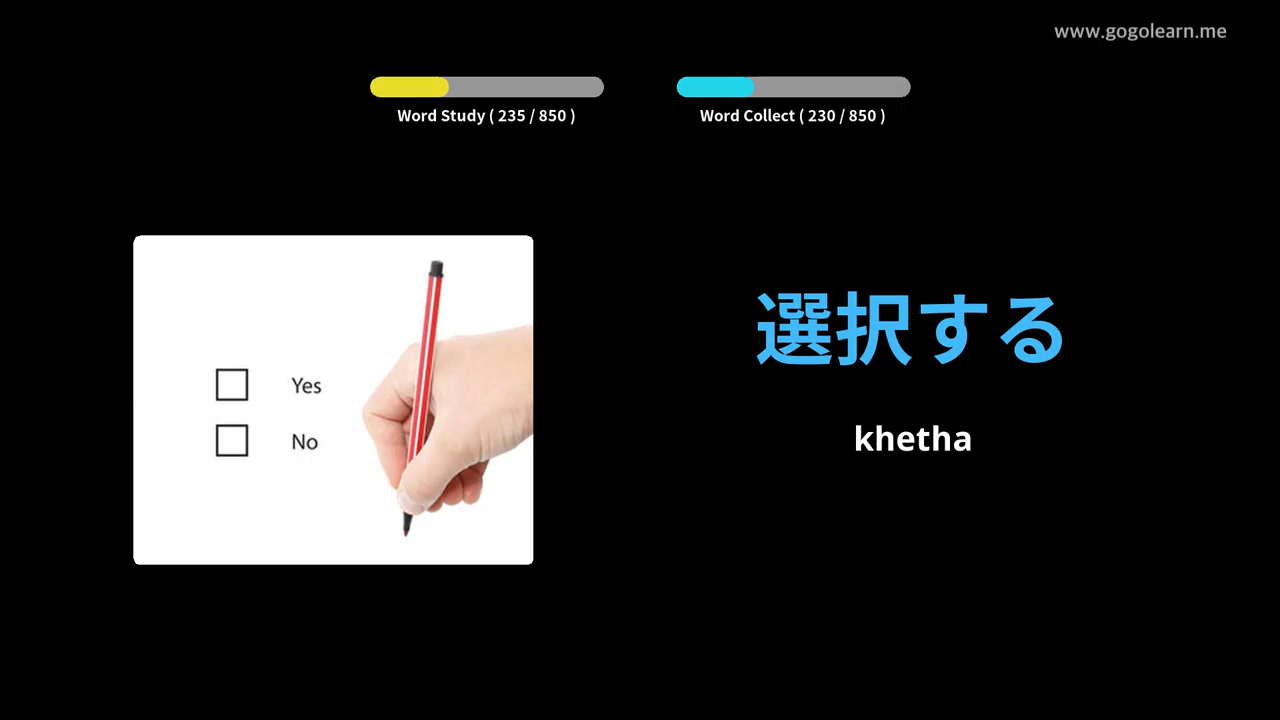 www.gogolearn.me
Word Study ( 235 / 850 )
Word Collect ( 230 / 850 )
Yes
No
選択する
khetha